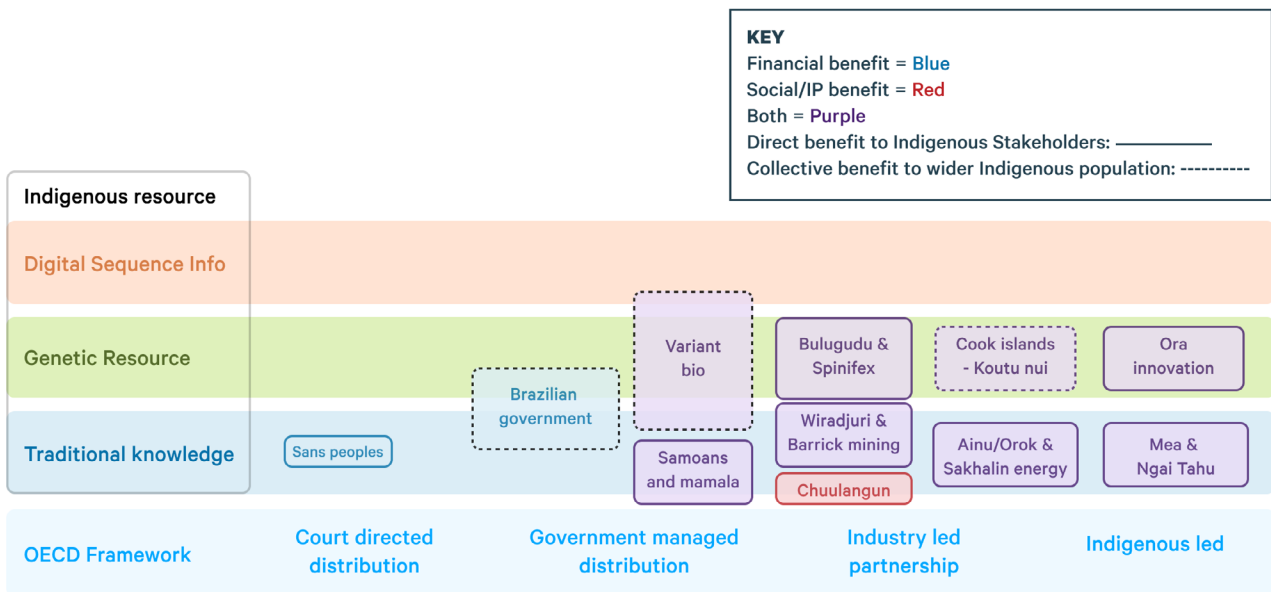 KEY
Financial benefit = Blue
Social/IP benefit = Red
Both = Purple
Direct benefit to Indigenous Stakeholders:
Collective benefit to wider Indigenous population:
Indigenous resource
Digital Sequence Info
Genetic Resource
Variant
bio
Bulugudu &
Spinifex
Cook islands
- Koutu nui
Ora
innovation
Brazilian
government
Traditional knowledge
Sans peoples
Samoans
and mamala
Wiradjuri &
Barrick mining
Chuulangun
Ainu/Orok &
Sakhalin energy
Mea &
Ngai Tahu
OECD Framework
Court directed
distribution
Government managed
distribution
Industry led
partnership
Indigenous led